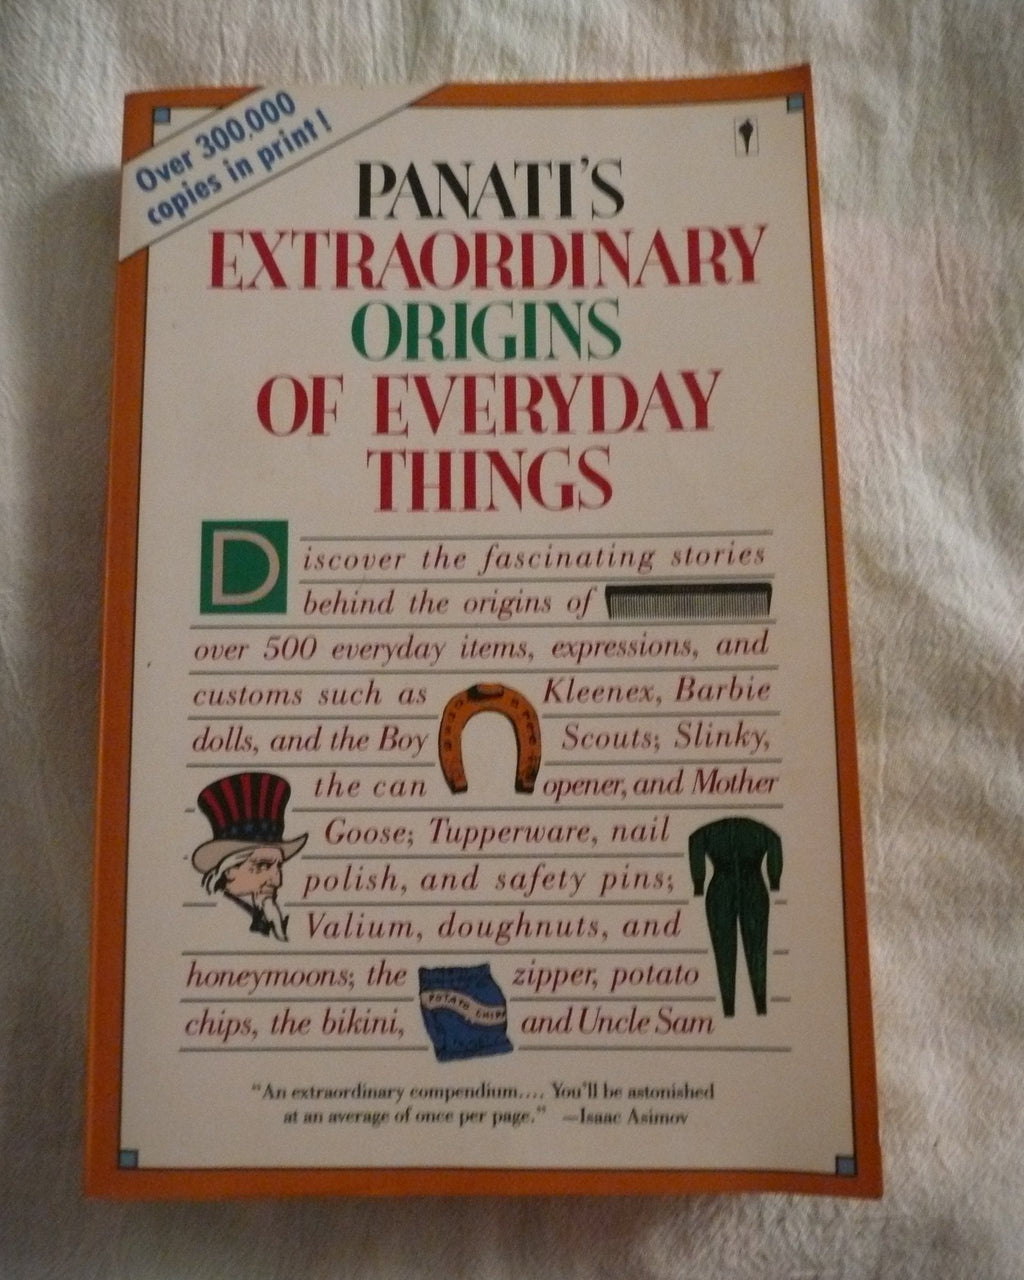 Over 300,000
copies in print!
PANATI'S
EXTRAORDINARY
ORIGINS
OF EVERYDAY
THINGS
Discover the fascinating stories
behind the origins of
over 500 everyday items, expressions, and
customs such as Kleenex, Barbie
dolls, and the Boy Scouts; Slinky,
the can opener, and Mother
Goose; Tupperware, nail
polish, and safety pins;
Valium, doughnuts, and
honeymoons; the zipper, potato
chips, the bikini, and Uncle Sam
POTATO CHIPS
"An extraordinary compendium.... You'll be astonished
at an average of once per page." —Isaac Asimov